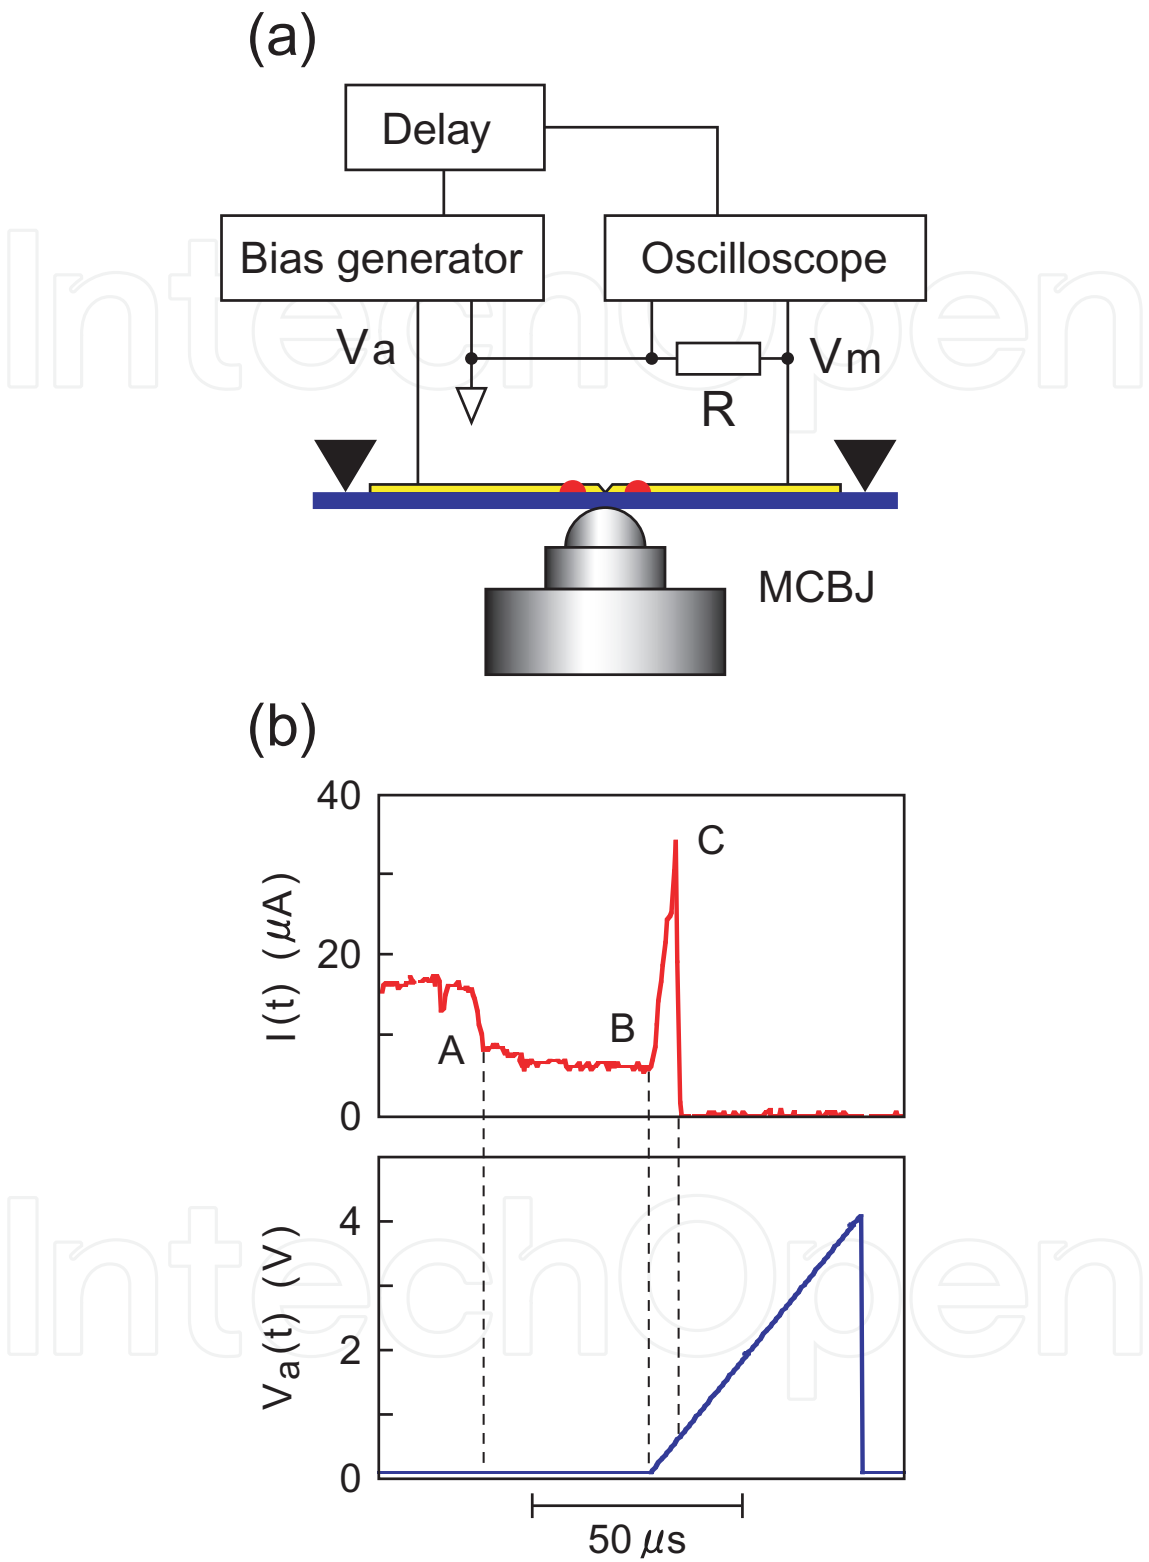 (a)
Delay
Bias generator
Oscilloscope
Va
Vm
R
MCBJ
(b)
40
20
0
I(t) (μA)
A
B
C
4
2
0
Va(t) (V)
50 μs
IntechOpen
IntechOpen